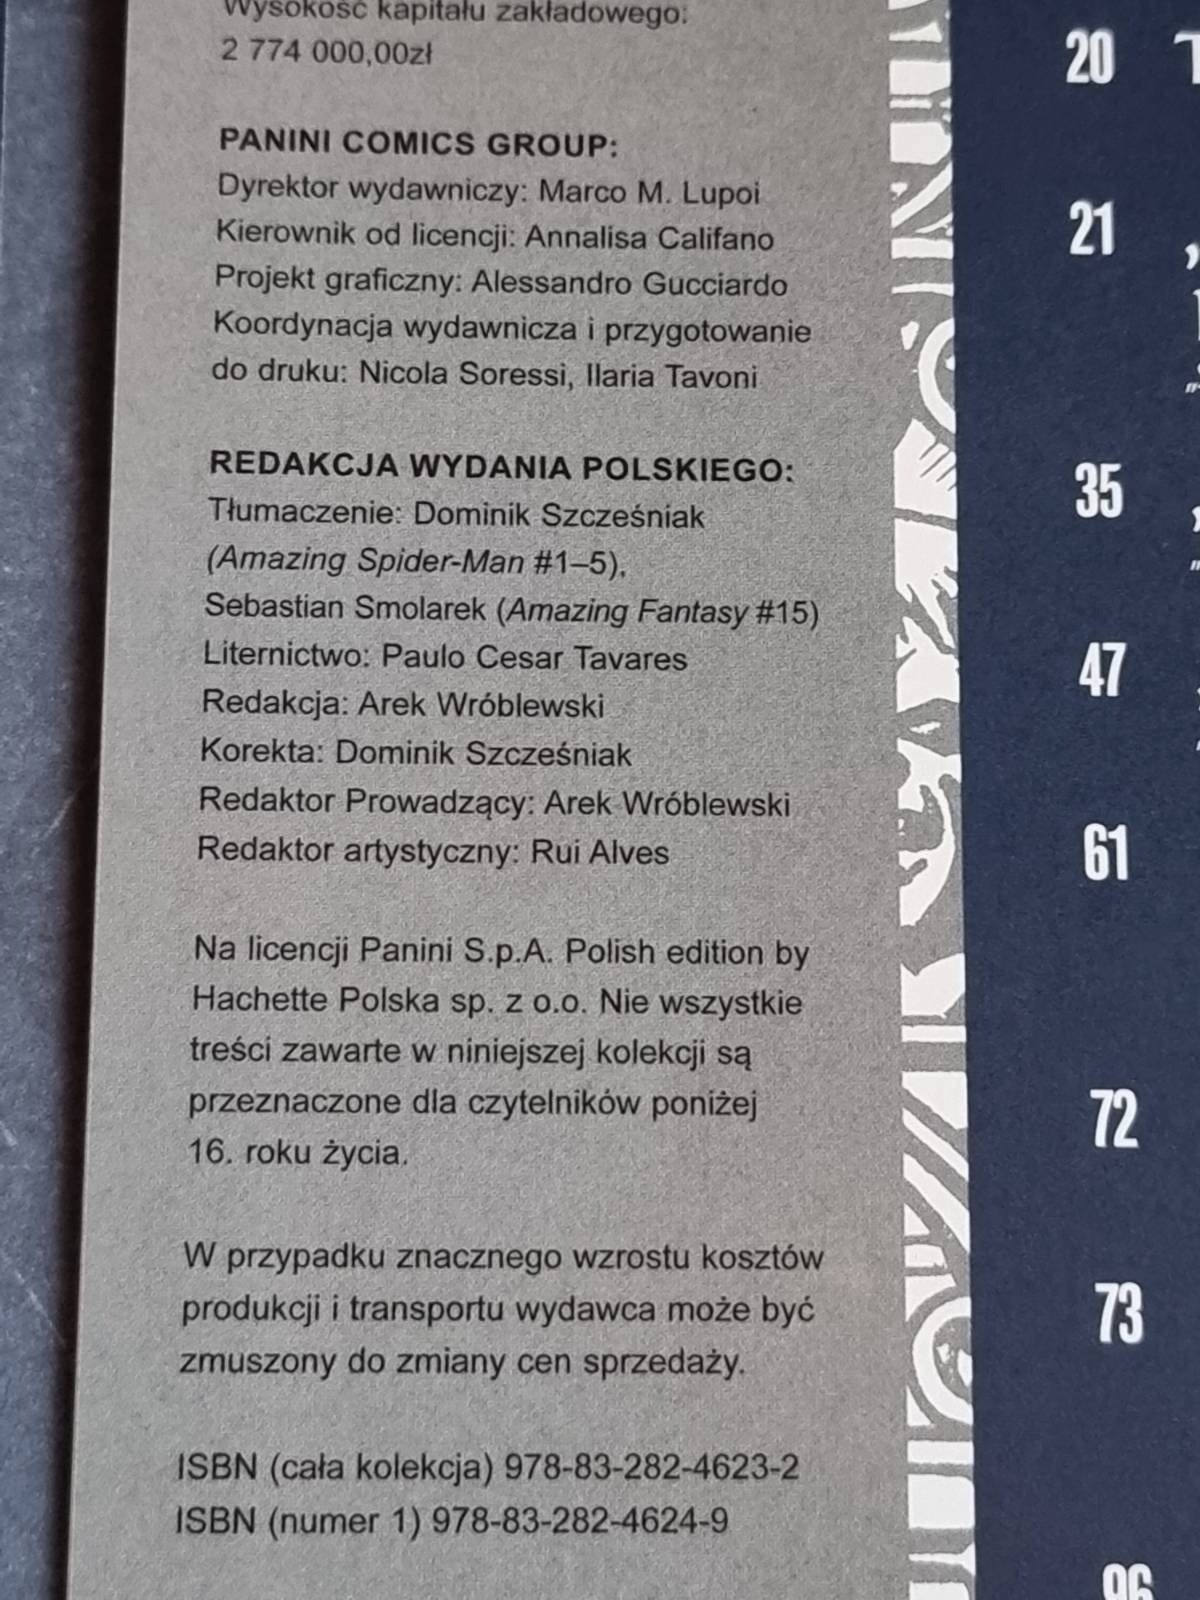 Wysokość kapitału zakładowego:
2 774 000,00zł
PANINI COMICS GROUP:
Dyrektor wydawniczy: Marco M. Lupoi
Kierownik od licencji: Annalisa Califano
Projekt graficzny: Alessandro Gucciardo
Koordynacja wydawnicza i przygotowanie
do druku: Nicola Soressi, Ilaria Tavoni
REDAKCJA WYDANIA POLSKIEGO:
Tłumaczenie: Dominik Szcześniak
(Amazing Spider-Man #1–5),
Sebastian Smolarek (Amazing Fantasy #15)
Liternictwo: Paulo Cesar Tavares
Redakcja: Arek Wróblewski
Korekta: Dominik Szcześniak
Redaktor Prowadzący: Arek Wróblewski
Redaktor artystyczny: Rui Alves
Na licencji Panini S.p.A. Polish edition by
Hachette Polska sp. z o.o. Nie wszystkie
treści zawarte w niniejszej kolekcji są
przeznaczone dla czytelników poniżej
16. roku życia.
W przypadku znacznego wzrostu kosztów
produkcji i transportu wydawca może być
zmuszony do zmiany cen sprzedaży.
ISBN (cała kolekcja) 978-83-282-4623-2
ISBN (numer 1) 978-83-282-4624-9
20
21
35
47
61
72
73
96